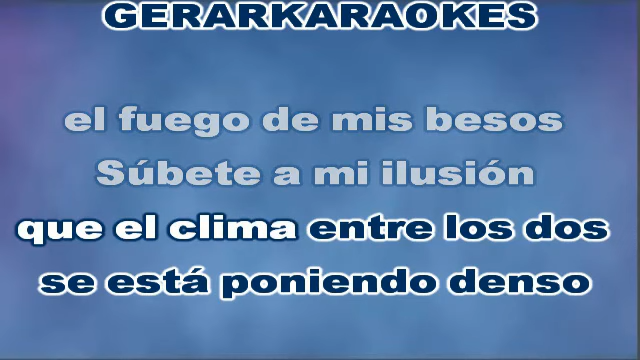 GERARKARAOKES
el fuego de mis besos
Súbete a mi ilusión
que el clima entre los dos
se está poniendo denso